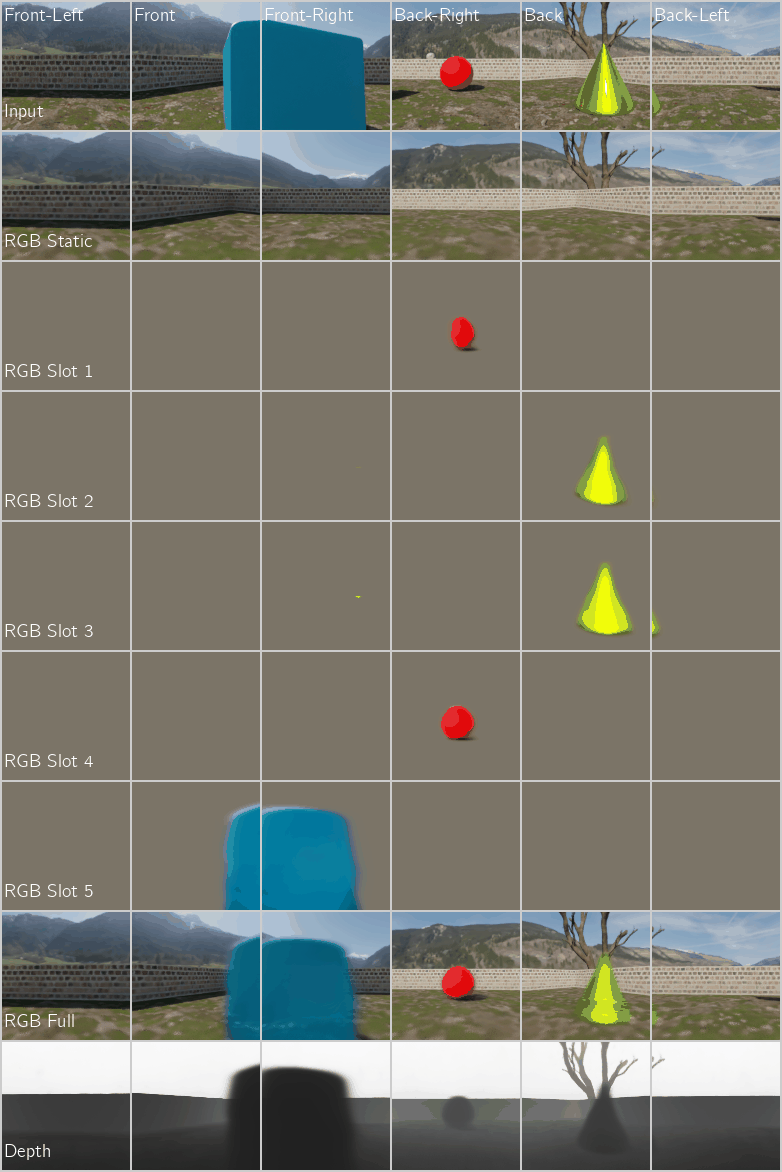 Front-Left Front Front-Right Back-Right Back Back-Left
Input
RGB Static
RGB Slot 1
RGB Slot 2
RGB Slot 3
RGB Slot 4
RGB Slot 5
RGB Full
Depth